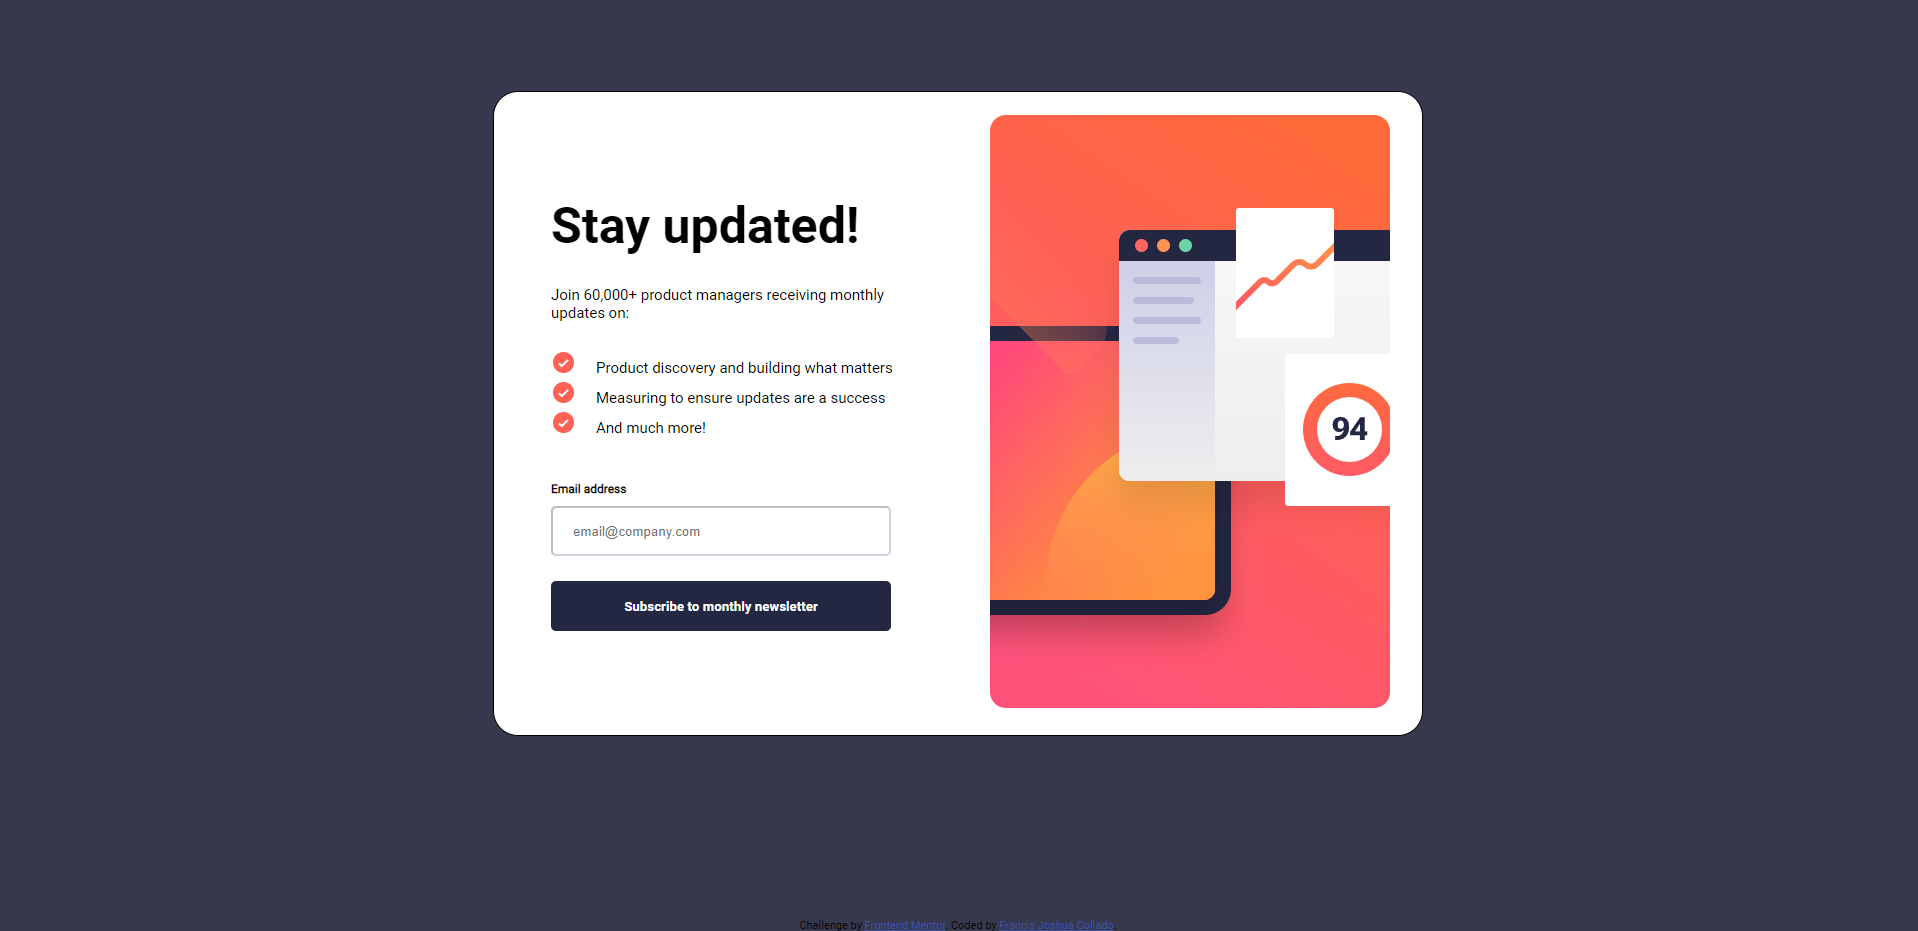 Stay updated!
Join 60,000+ product managers receiving monthly
updates on:
Product discovery and building what matters
Measuring to ensure updates are a success
And much more!
Email address
email@company.com
Subscribe to monthly newsletter
94
Challenge by Frontend Mentor. Coded by Francis Joshua Collado.